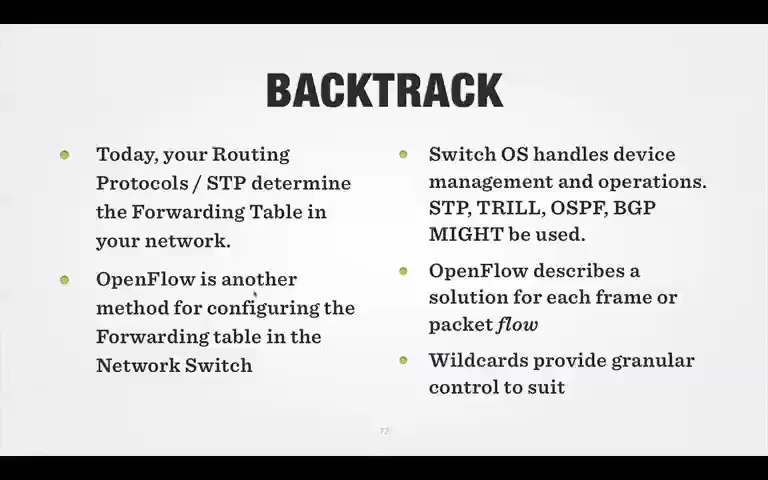 BACKTRACK
Today, your Routing
Protocols / STP determine
the Forwarding Table in
your network.
OpenFlow is another
method for configuring the
Forwarding table in the
Network Switch
Switch OS handles device
management and operations.
STP, TRILL, OSPF, BGP
MIGHT be used.
OpenFlow describes a
solution for each frame or
packet flow
Wildcards provide granular
control to suit